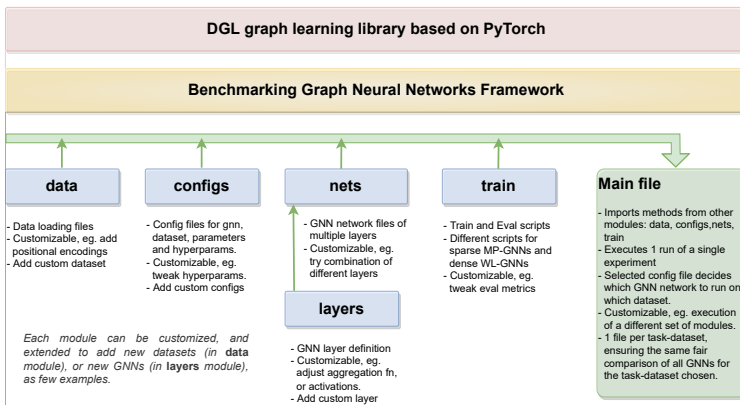 DGL graph learning library based on PyTorch
Benchmarking Graph Neural Networks Framework
data
- Data loading files
- Customizable, eg. add
positional encodings
- Add custom dataset
configs
- Config files for gnn,
dataset, parameters
and hyperparams.
- Customizable, eg.
tweak hyperparams.
- Add custom configs
nets
- GNN network files of
multiple layers
- Customizable, eg.
try combination of
different layers
layers
- GNN layer definition
- Customizable, eg.
adjust aggregation fn,
or activations.
- Add custom layer
train
- Train and Eval scripts
- Different scripts for
sparse MP-GNNs and
dense WL-GNNs
- Customizable, eg.
tweak eval metrics
Main file
- Imports methods from other
modules: data, configs,nets,
train
- Executes 1 run of a single
experiment
- Selected config file decides
which GNN network to run on
which dataset.
- Customizable, eg. execution
of a different set of modules.
- 1 file per task-dataset,
ensuring the same fair
comparison of all GNNs for
the task-dataset chosen.
Each module can be customized, and
extended to add new datasets (in data
module), or new GNNs (in layers module),
as few examples.